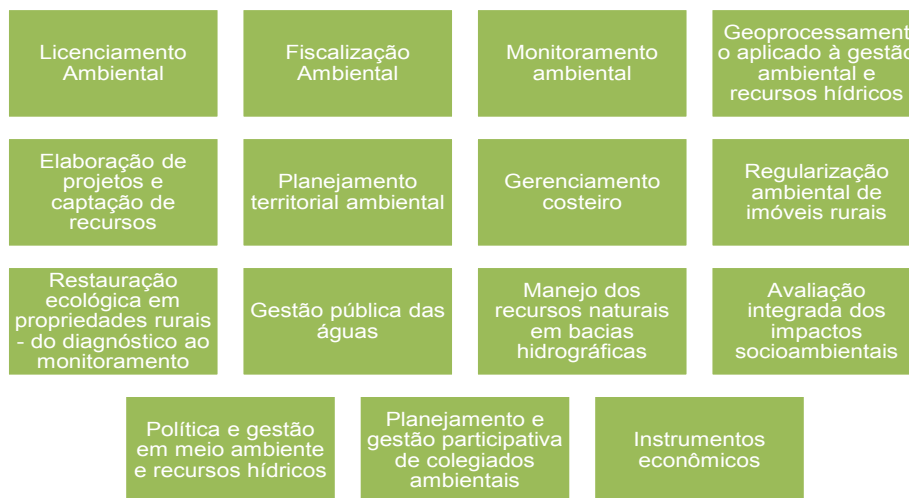 Licenciamento
Ambiental
Fiscalização
Ambiental
Monitoramento
ambiental
Geoprocessament
o aplicado à gestão
ambiental e
recursos hídricos
Elaboração de
projetos e
captação de
recursos
Planejamento
territorial ambiental
Gerenciamento
costeiro
Regularização
ambiental de
imóveis rurais
Restauração
ecológica em
propriedades rurais
- do diagnóstico ao
monitoramento
Gestão pública das
águas
Manejo dos
recursos naturais
em bacias
hidrográficas
Avaliação
integrada dos
impactos
socioambientais
Política e gestão
em meio ambiente
e recursos hídricos
Planejamento e
gestão participativa
de colegiados
ambientais
Instrumentos
econômicos